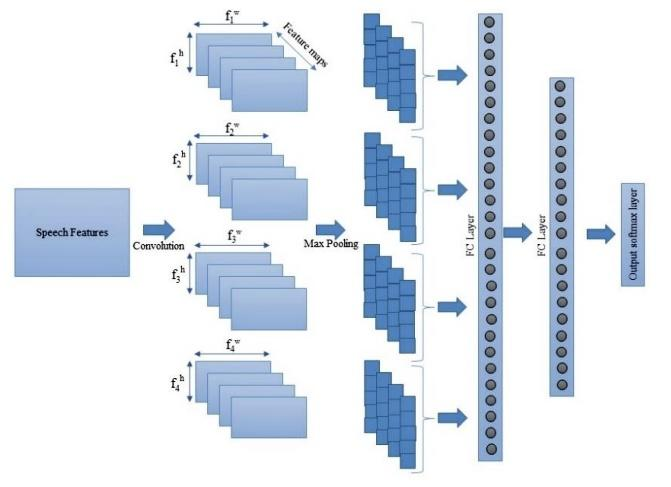 f₁ʷ
f₁ʰ
Feature maps
f₂ʷ
f₂ʰ
Speech Features
Convolution
Max Pooling
f₃ʷ
f₃ʰ
f₄ʷ
f₄ʰ
FC Layer
FC Layer
Output softmax layer